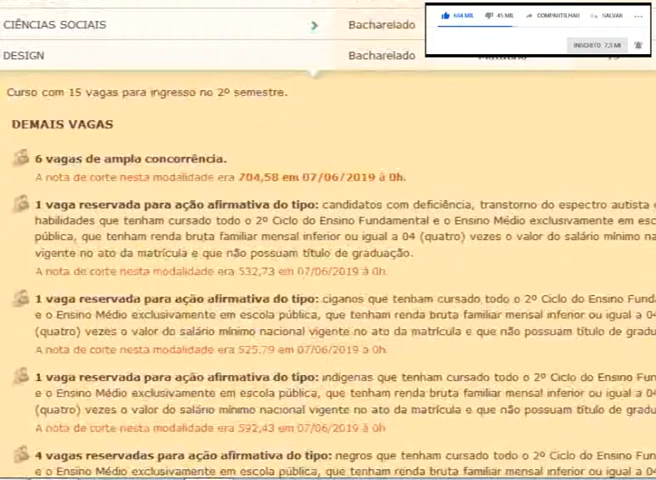 CIÊNCIAS SOCIAIS Bacharelado
DESIGN Bacharelado
MIL 45 MIL COMPARTILHAR SALVAR ...
INSCRITO 7,3 MI
Curso com 15 vagas para ingresso no 2º semestre.
DEMAIS VAGAS
6 vagas de ampla concorrência.
A nota de corte nesta modalidade era 704,58 em 07/06/2019 à 0h.
1 vaga reservada para ação afirmativa do tipo: candidatos com deficiência, transtorno do espectro autista
habilidades que tenham cursado todo o 2º Ciclo do Ensino Fundamental e o Ensino Médio exclusivamente em esc
pública, que tenham renda bruta familiar mensal inferior ou igual a 04 (quatro) vezes o valor do salário mínimo na
vigente no ato da matrícula e que não possuam título de graduação.
A nota de corte nesta modalidade era 532,73 em 07/06/2019 à 0h.
1 vaga reservada para ação afirmativa do tipo: ciganos que tenham cursado todo o 2º Ciclo do Ensino Fund
e o Ensino Médio exclusivamente em escola pública, que tenham renda bruta familiar mensal inferior ou igual a 04
(quatro) vezes o valor do salário mínimo nacional vigente no ato da matrícula e que não possuam título de gradu
A nota de corte nesta modalidade era 525,79 em 07/06/2019 à 0h.
1 vaga reservada para ação afirmativa do tipo: indígenas que tenham cursado todo o 2º Ciclo do Ensino Fun
e o Ensino Médio exclusivamente em escola pública, que tenham renda bruta familiar mensal inferior ou igual a 04
(quatro) vezes o valor do salário mínimo nacional vigente no ato da matrícula e que não possuam título de gradu
A nota de corte nesta modalidade era 592,43 em 07/06/2019 à 0h
4 vagas reservadas para ação afirmativa do tipo: negros que tenham cursado todo o 2º Ciclo do Ensino Fun
e o Ensino Médio exclusivamente em escola pública, que tenham renda bruta familiar mensal inferior ou igual a 04